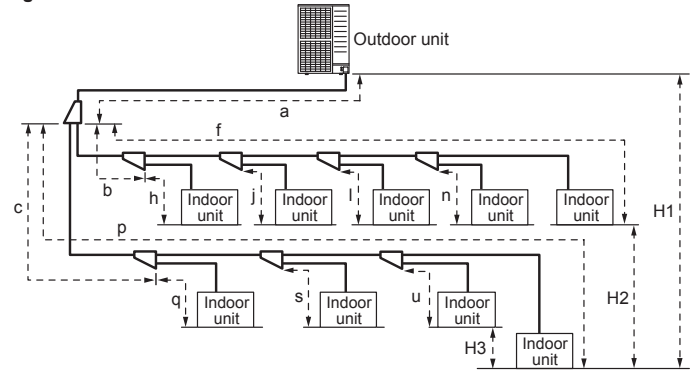 g
Outdoor unit
a
f
b
h
c
j
l
n
p
Indoor
unit
Indoor
unit
Indoor
unit
Indoor
unit
Indoor
unit
H1
q
s
u
H2
Indoor
unit
Indoor
unit
Indoor
unit
H3
Indoor
unit